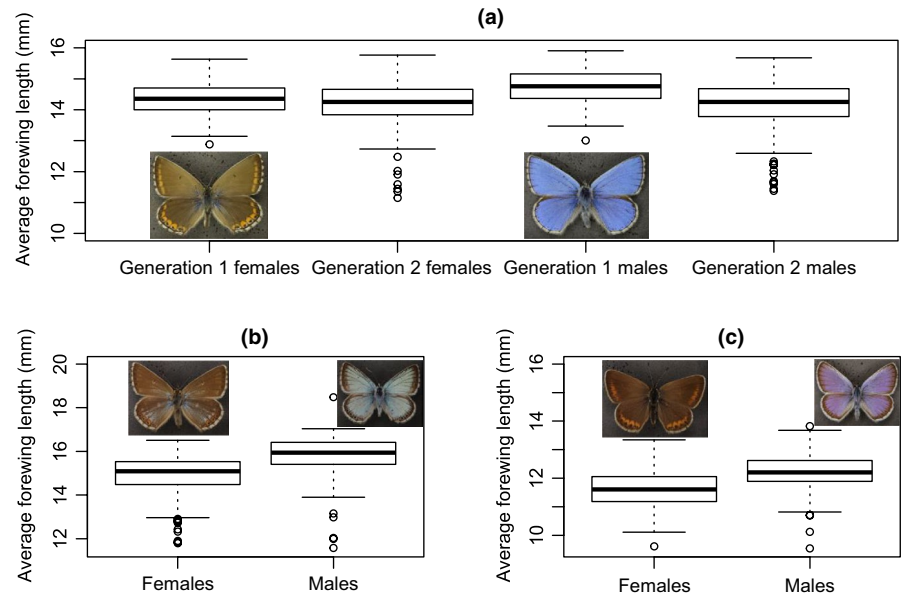 (a)
Average forewing length (mm)
16
14
12
10
Generation 1 females Generation 2 females Generation 1 males Generation 2 males
(b)
Average forewing length (mm)
20
18
16
14
12
Females Males
(c)
Average forewing length (mm)
16
14
12
10
Females Males